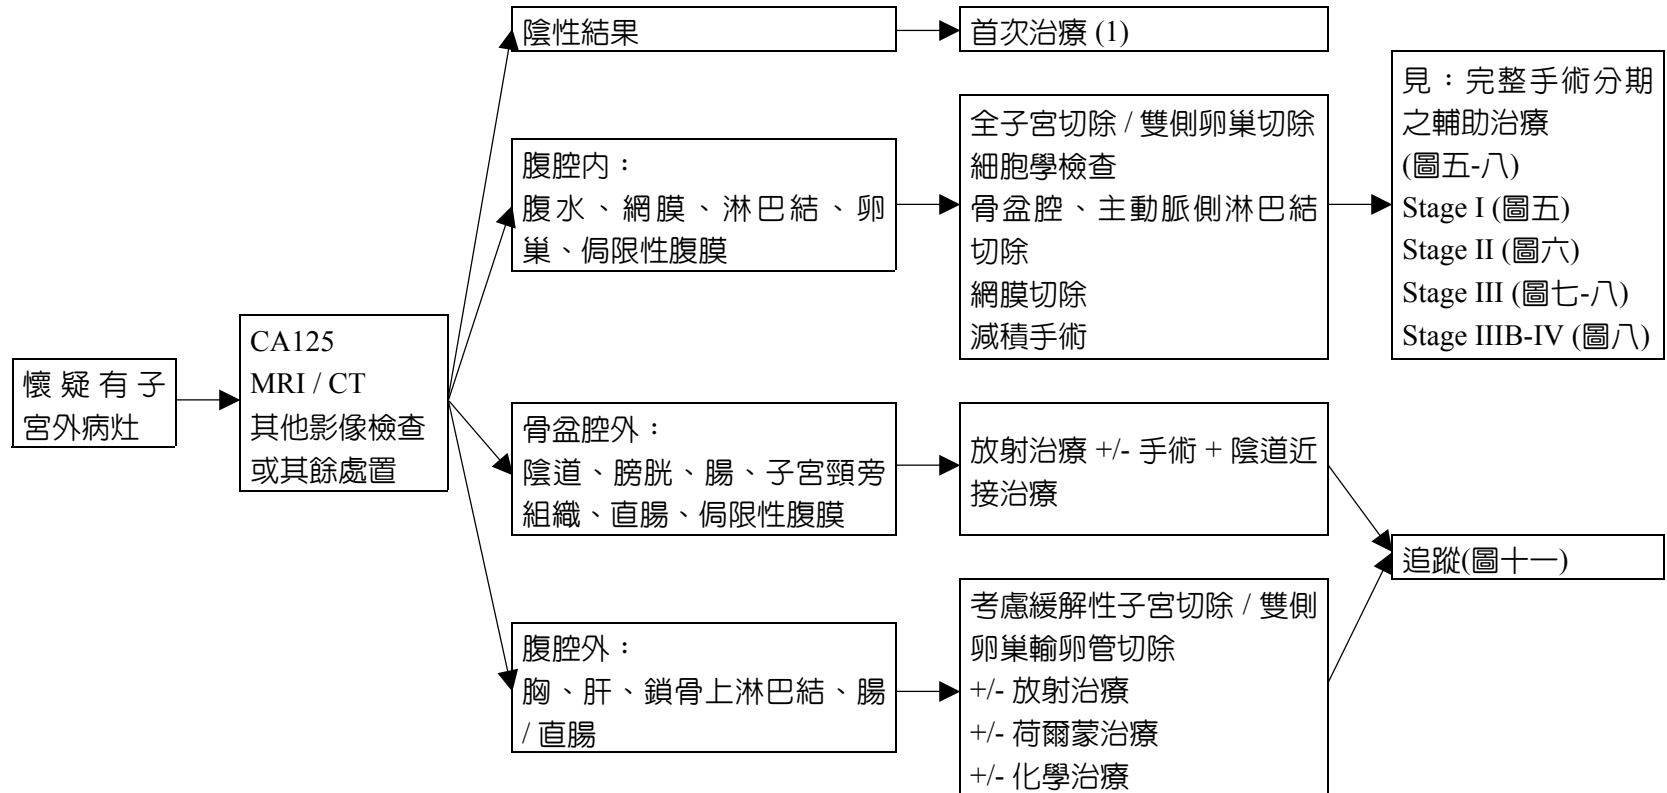 懷疑有子
宮外病灶
CA125
MRI / CT
其他影像檢查
或其餘處置
陰性結果
首次治療 (1)
腹腔内：
腹水、網膜、淋巴結、卵
巢、侷限性腹膜
全子宮切除 / 雙側卵巢切除
細胞學檢查
骨盆腔、主動脈側淋巴結
切除
網膜切除
減積手術
見：完整手術分期
之輔助治療
(圖五-八)
Stage I (圖五)
Stage II (圖六)
Stage III (圖七-八)
Stage IIIB-IV (圖八)
骨盆腔外：
陰道、膀胱、腸、子宮頸旁
組織、直腸、侷限性腹膜
放射治療 +/- 手術 + 陰道近
接治療
腹腔外：
胸、肝、鎖骨上淋巴結、腸
/ 直腸
考慮緩解性子宮切除 / 雙側
卵巢輸卵管切除
+/- 放射治療
+/- 荷爾蒙治療
+/- 化學治療
追蹤(圖十一)